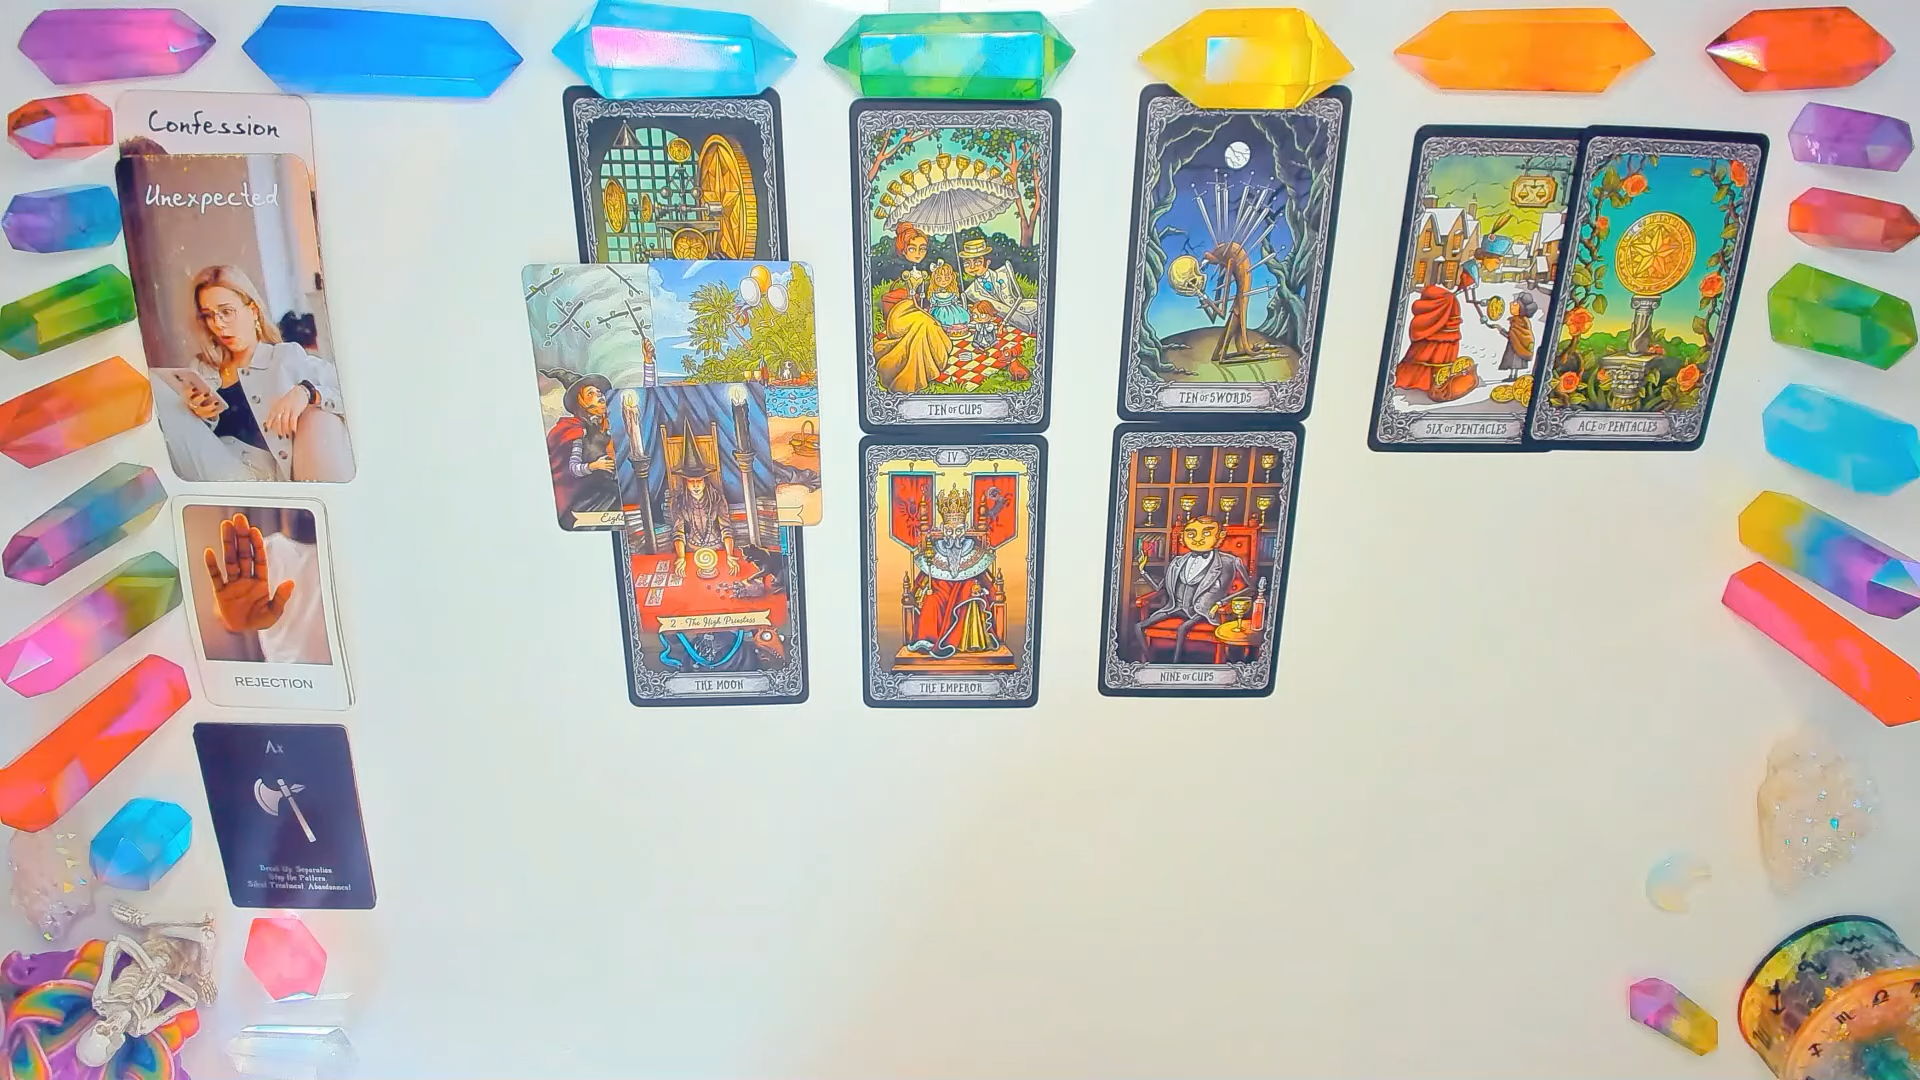 Confession
Unexpected
REJECTION
Ax
Break Up Separation
Stop the Pattern
Silent Treatment Abandonment
Eight
2 - The High Priestess
THE MOON
TEN OF CUPS
IV
THE EMPEROR
TEN OF SWORDS
NINE OF CUPS
SIX OF PENTACLES
ACE OF PENTACLES